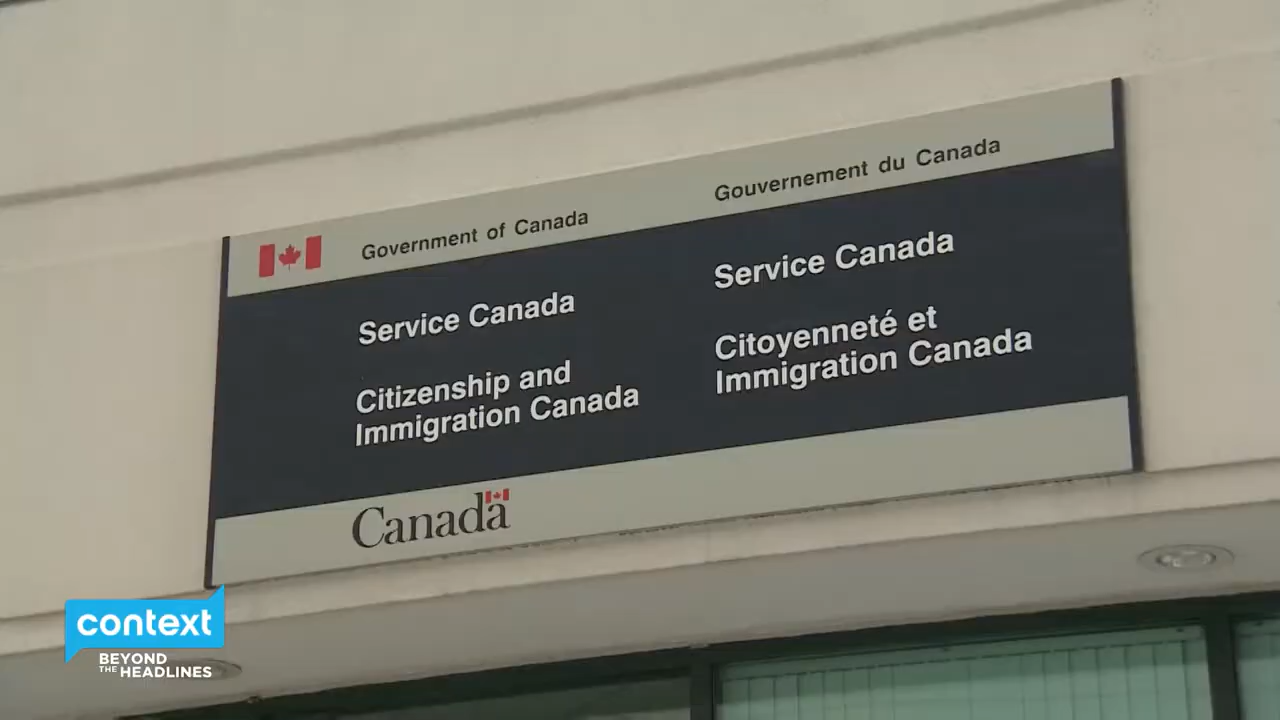 Government of Canada
Gouvernement du Canada
Service Canada
Service Canada
Citizenship and
Immigration Canada
Citoyenneté et
Immigration Canada
Canada
context
BEYOND
THE HEADLINES